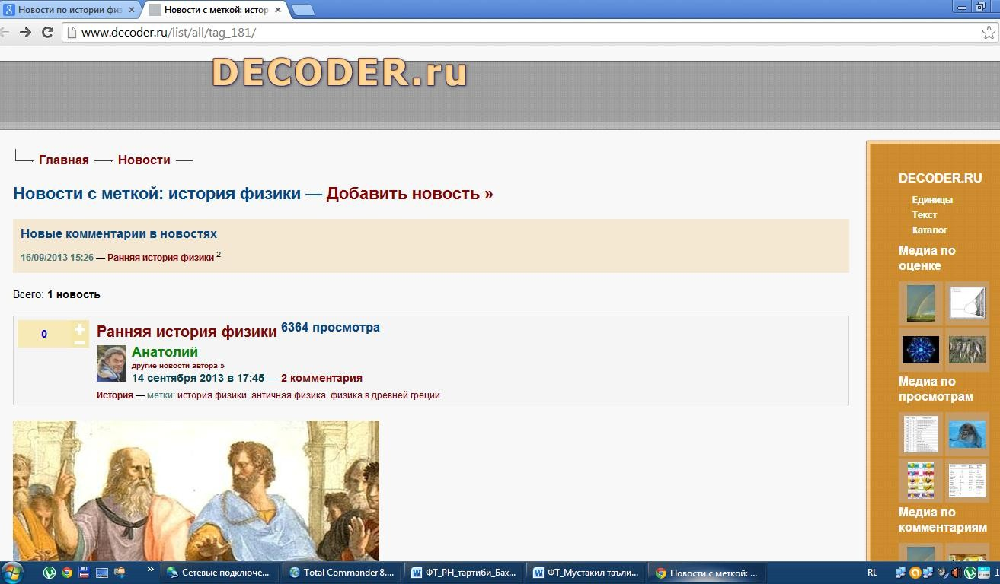 Новости по истории физ
Новости с меткой: истор
www.decoder.ru/list/all/tag_181/
DECODER.ru
Главная
Новости
Новости с меткой: история физики — Добавить новость »
Новые комментарии в новостях
16/09/2013 15:26 — Ранняя история физики 2
Всего: 1 новость
0
Ранняя история физики 6364 просмотра
Анатолий
другие новости автора »
14 сентября 2013 в 17:45 — 2 комментария
История — метки: история физики, античная физика, физика в древней греции
DECODER.RU
Единицы
Текст
Каталог
Медиа по
оценке
Медиа по
просмотрам
Медиа по
комментариям
Сетевые подключе...
Total Commander 8....
ФТ_РН_тартиби_Бах...
ФТ_Мустакил таъли...
Новости с меткой: ...
RU